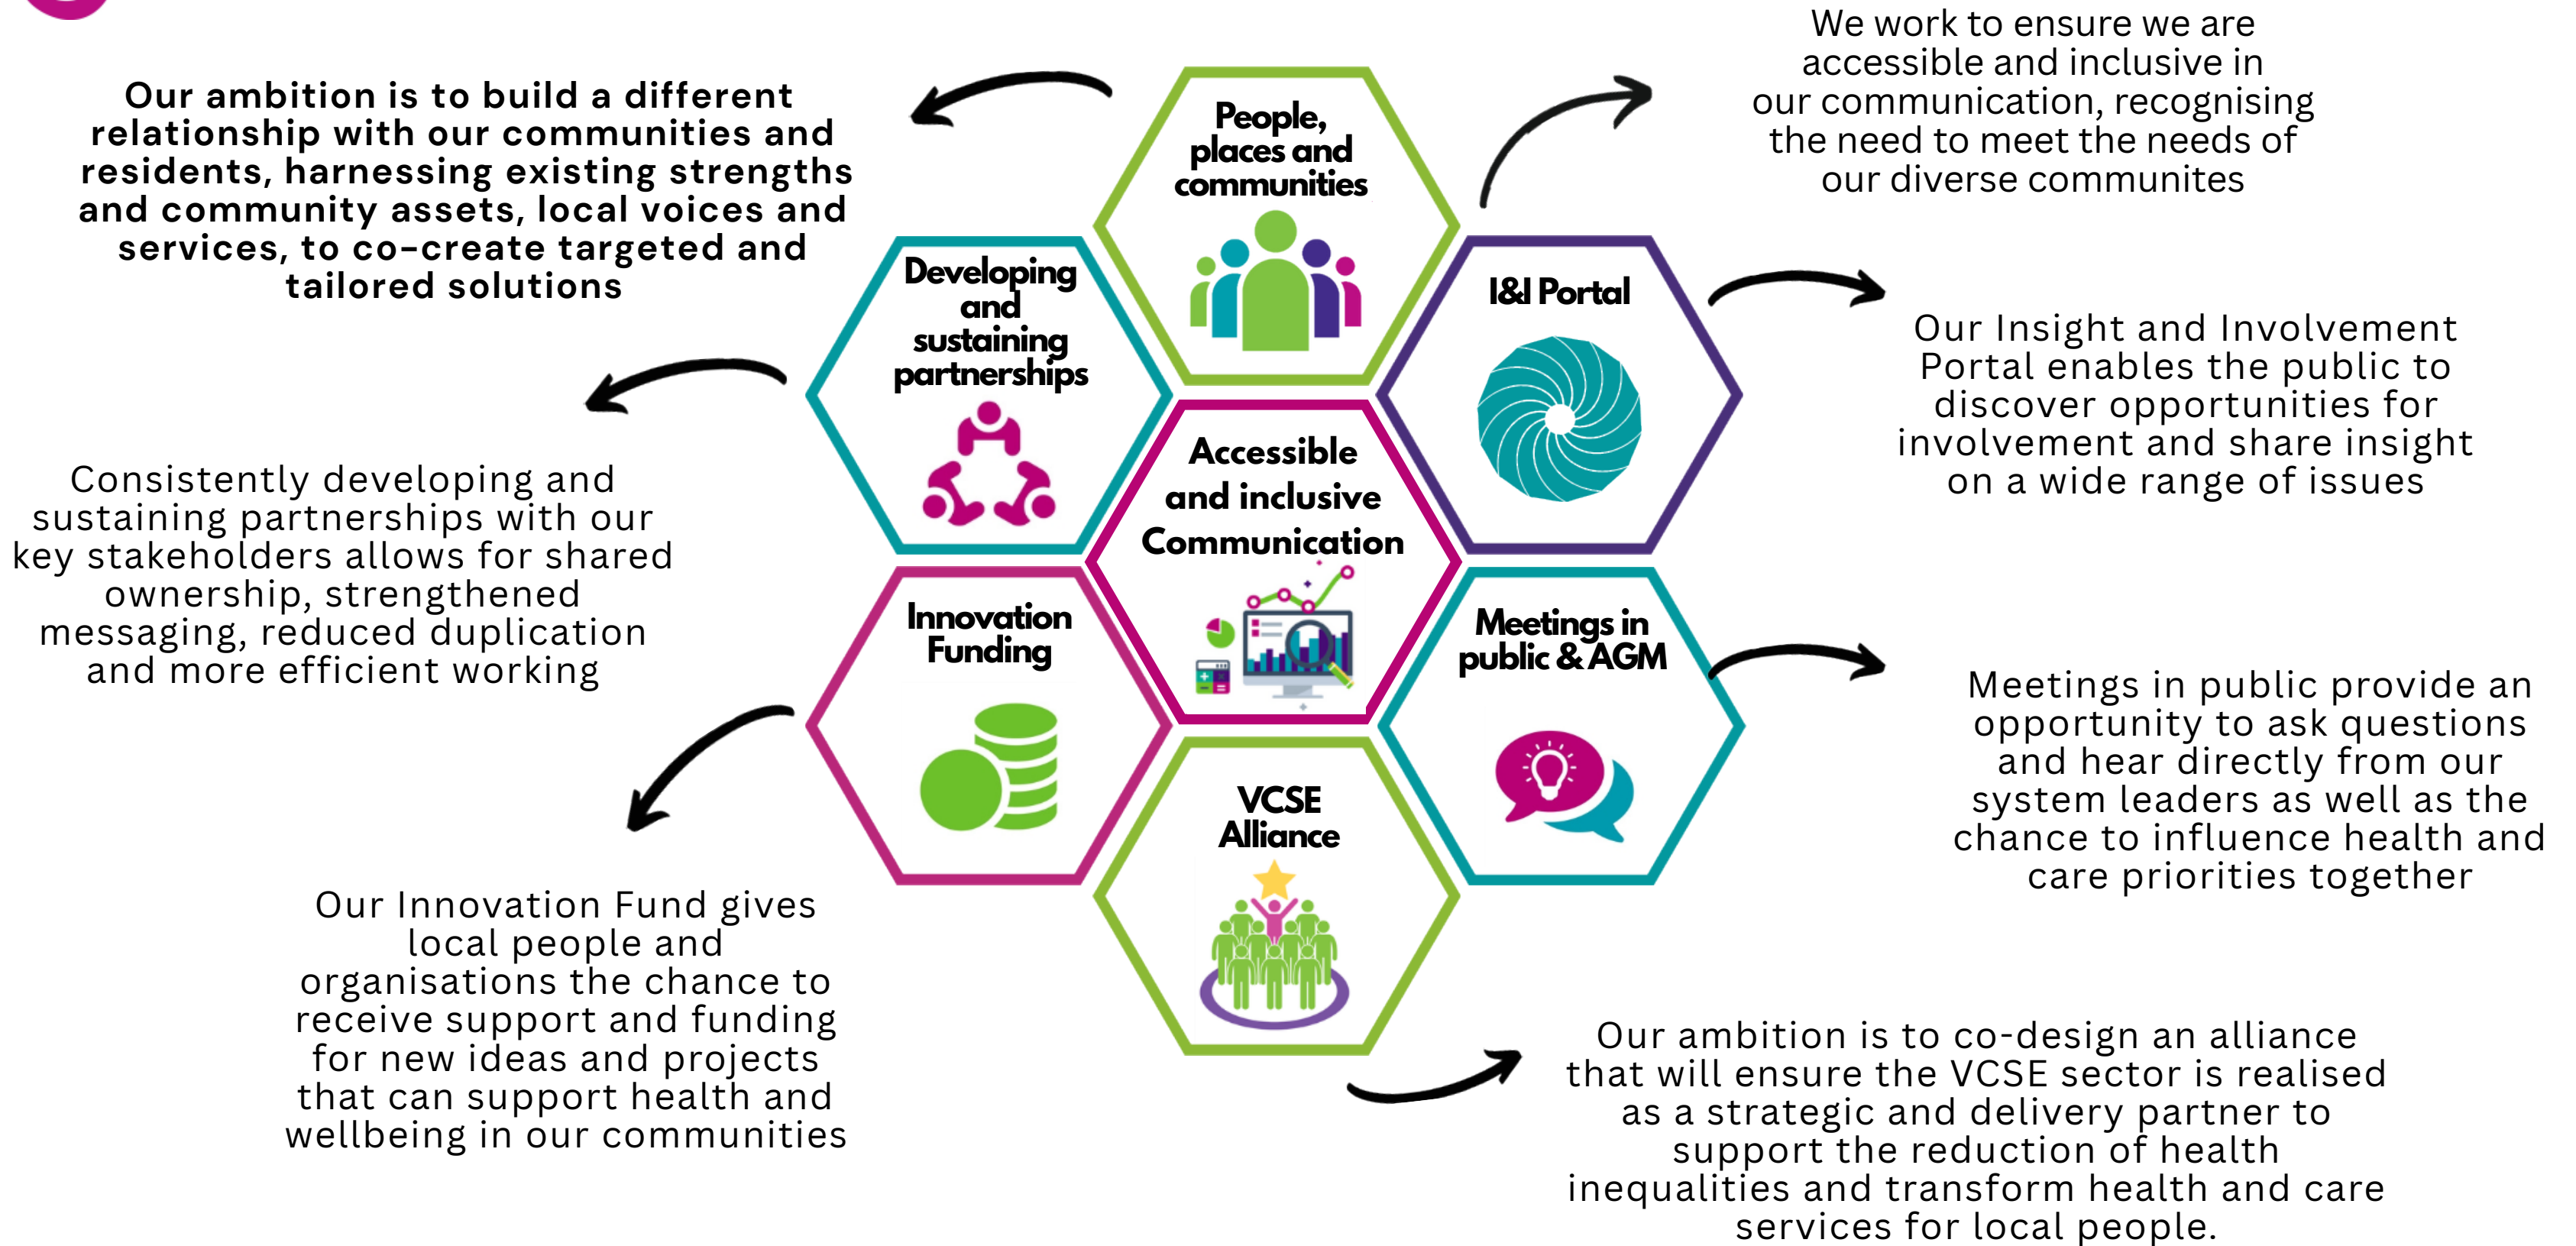 Our ambition is to build a different
relationship with our communities and
residents, harnessing existing strengths
and community assets, local voices and
services, to co-create targeted and
tailored solutions
People,
places and
communities
We work to ensure we are
accessible and inclusive in
our communication, recognising
the need to meet the needs of
our diverse communites
Developing
and
sustaining
partnerships
I&I Portal
Our Insight and Involvement
Portal enables the public to
discover opportunities for
involvement and share insight
on a wide range of issues
Consistently developing and
sustaining partnerships with our
key stakeholders allows for shared
ownership, strengthened
messaging, reduced duplication
and more efficient working
Accessible
and inclusive
Communication
Innovation
Funding
Meetings in
public & AGM
Meetings in public provide an
opportunity to ask questions
and hear directly from our
system leaders as well as the
chance to influence health and
care priorities together
VCSE
Alliance
Our Innovation Fund gives
local people and
organisations the chance to
receive support and funding
for new ideas and projects
that can support health and
wellbeing in our communities
Our ambition is to co-design an alliance
that will ensure the VCSE sector is realised
as a strategic and delivery partner to
support the reduction of health
inequalities and transform health and care
services for local people.